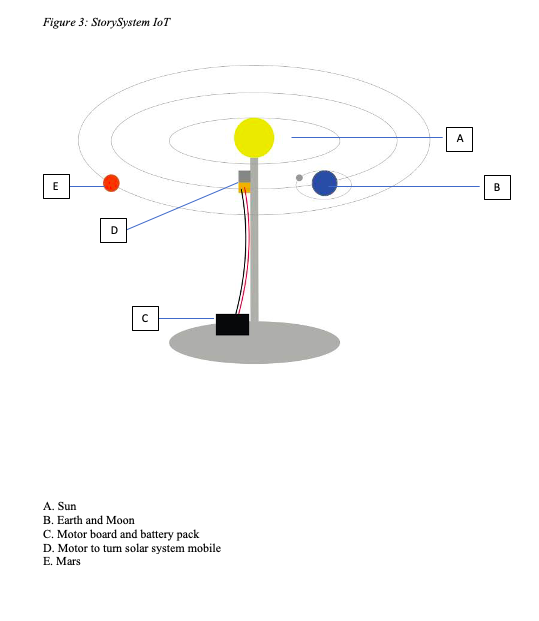 Figure 3: StorySystem IoT
A
E
B
D
C
A. Sun
B. Earth and Moon
C. Motor board and battery pack
D. Motor to turn solar system mobile
E. Mars